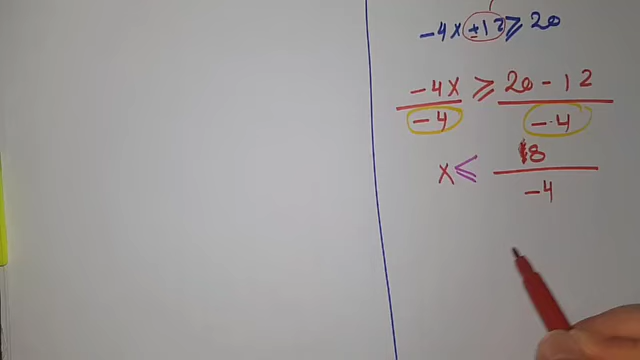 -4x +12 ≥ 20
-4x ≥ 20 - 12
-4 -4
x ≤ 8
-4